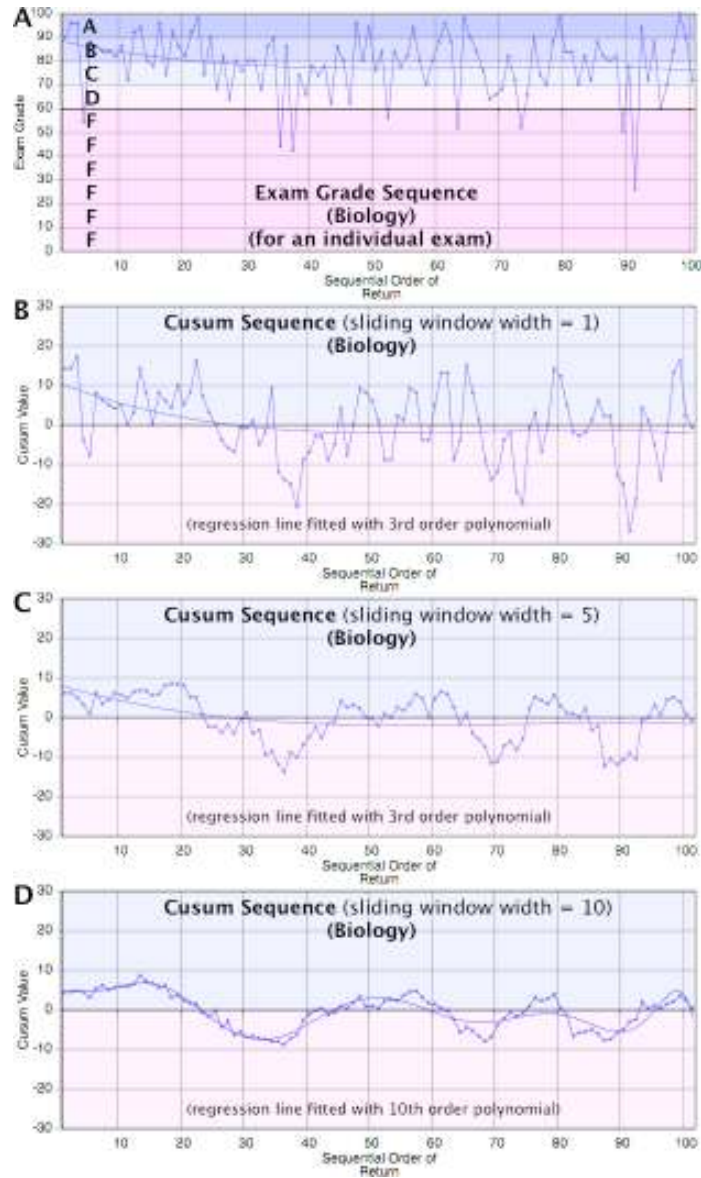 A
100
90
80
70
60
50
40
30
20
10
0
Exam Grade
A
B
C
D
F
F
F
F
F
F
Exam Grade Sequence
(Biology)
(for an individual exam)
10 20 30 40 50 60 70 80 90 100
Sequential Order of
Return
B
30
20
10
0
-10
-20
-30
Cusum Value
Cusum Sequence (sliding window width = 1)
(Biology)
(regression line fitted with 3rd order polynomial)
10 20 30 40 50 60 70 80 90 100
Sequential Order of
Return
C
30
20
10
0
-10
-20
-30
Cusum Value
Cusum Sequence (sliding window width = 5)
(Biology)
(regression line fitted with 3rd order polynomial)
10 20 30 40 50 60 70 80 90 100
Sequential Order of
Return
D
30
20
10
0
-10
-20
-30
Cusum Value
Cusum Sequence (sliding window width = 10)
(Biology)
(regression line fitted with 10th order polynomial)
10 20 30 40 50 60 70 80 90 100
Sequential Order of
Return